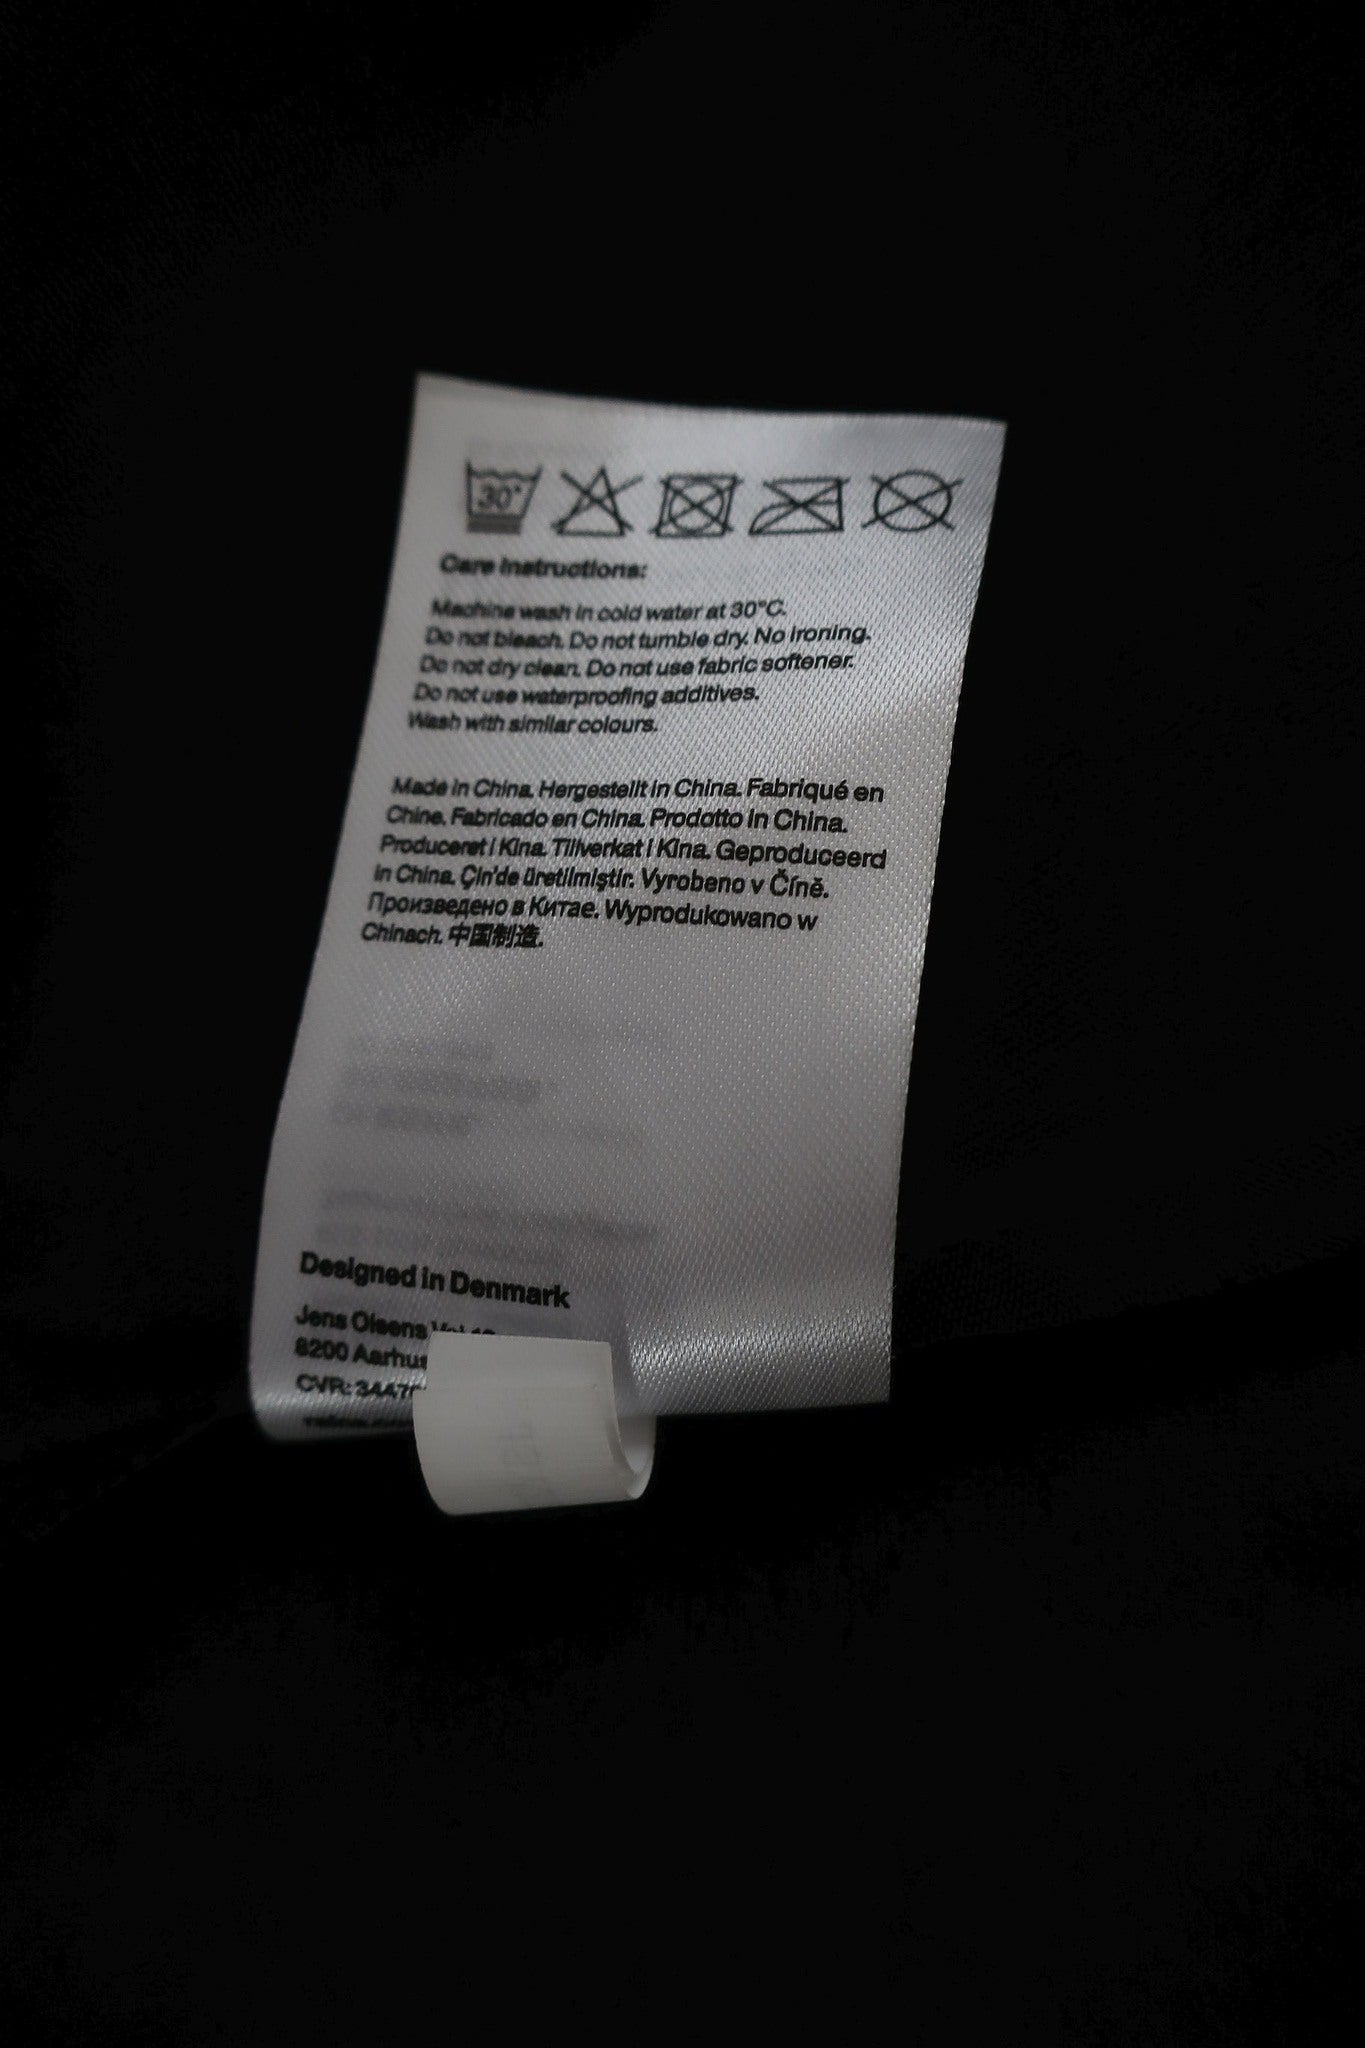 30°
Care Instructions:
Machine wash in cold water at 30°C.
Do not bleach. Do not tumble dry. No ironing.
Do not dry clean. Do not use fabric softener.
Do not use waterproofing additives.
Wash with similar colours.
Made in China. Hergestellt in China. Fabriqué en
Chine. Fabricado en China. Prodotto in China.
Produceret i Kina. Tillverkat i Kina. Geproduceerd
in China. Çin'de üretilmiştir. Vyrobeno v Číně.
Произведено в Китае. Wyprodukowano w
Chinach. 中国制造.
Designed in Denmark
Jens Olsens
8200 Aarhus
CVR: